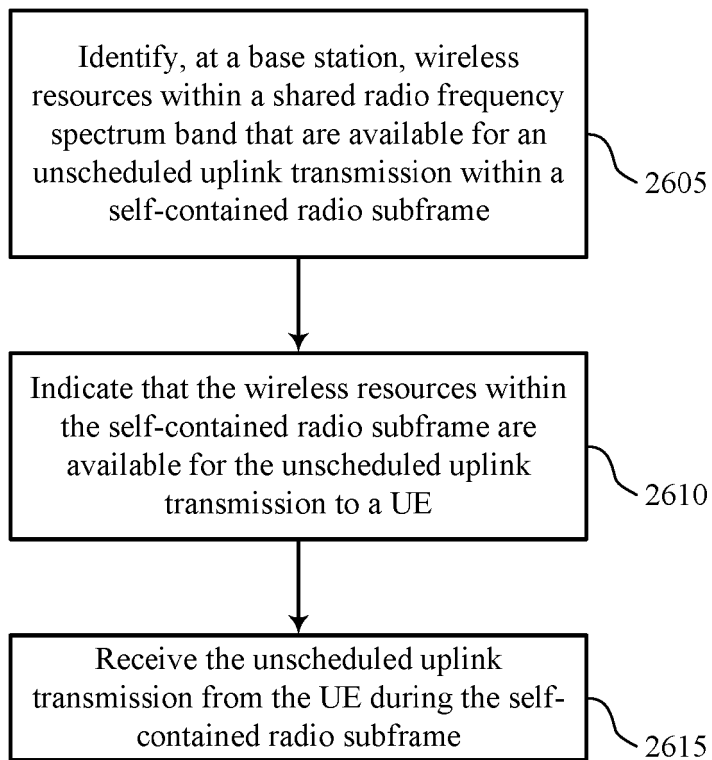 Identify, at a base station, wireless
resources within a shared radio frequency
spectrum band that are available for an
unscheduled uplink transmission within a
self-contained radio subframe
2605
Indicate that the wireless resources within
the self-contained radio subframe are
available for the unscheduled uplink
transmission to a UE
2610
Receive the unscheduled uplink
transmission from the UE during the self-
contained radio subframe
2615